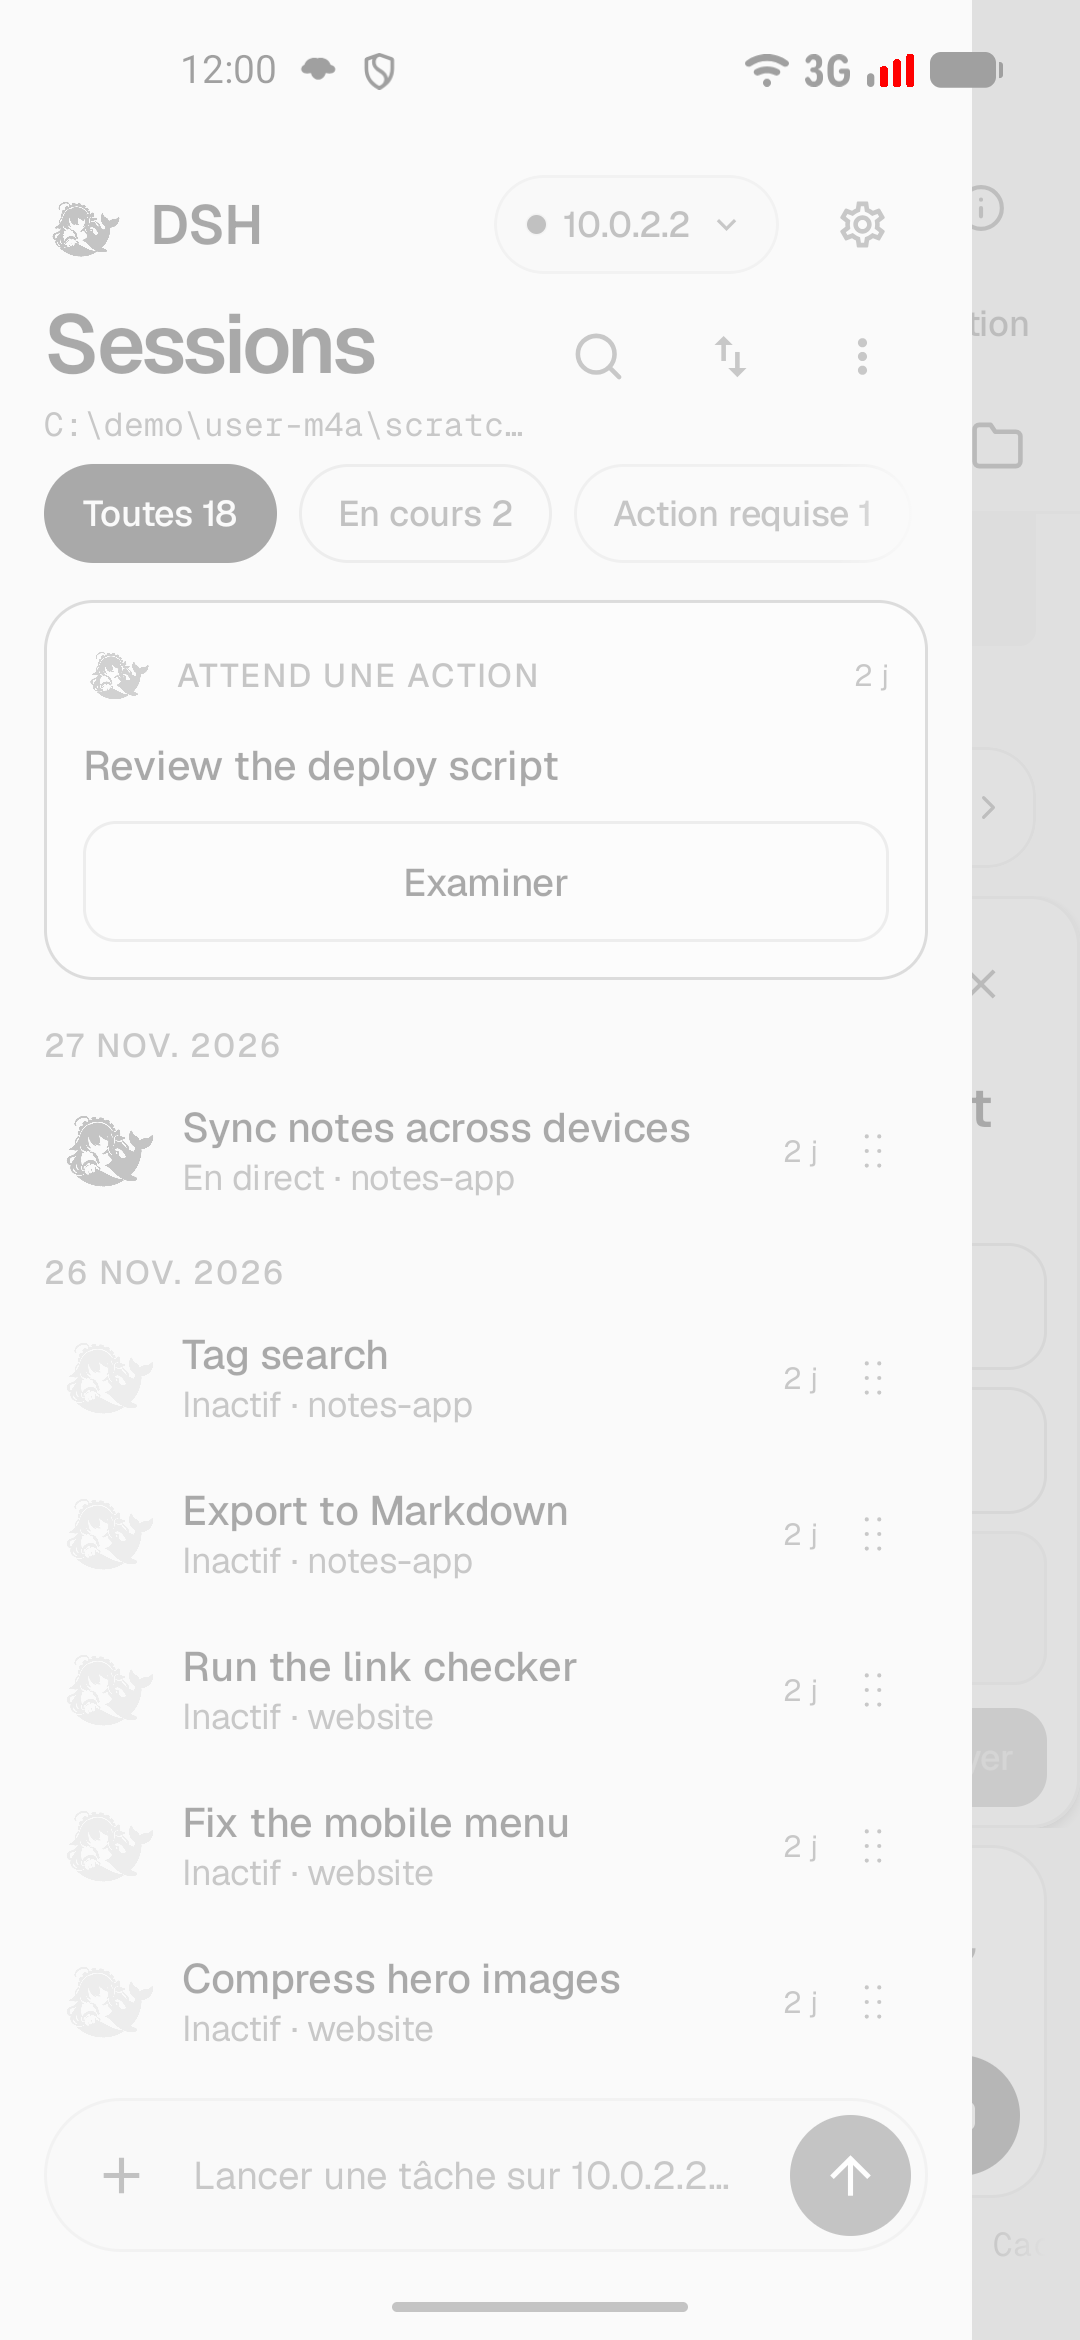 12:00
3G
DSH
10.0.2.2
Sessions
C:\demo\user-m4a\scratc…
Toutes 18
En cours 2
Action requise 1
ATTEND UNE ACTION
2 j
Review the deploy script
Examiner
27 NOV. 2026
Sync notes across devices
2 j
En direct · notes-app
26 NOV. 2026
Tag search
2 j
Inactif · notes-app
Export to Markdown
2 j
Inactif · notes-app
Run the link checker
2 j
Inactif · website
Fix the mobile menu
2 j
Inactif · website
Compress hero images
2 j
Inactif · website
Lancer une tâche sur 10.0.2.2…